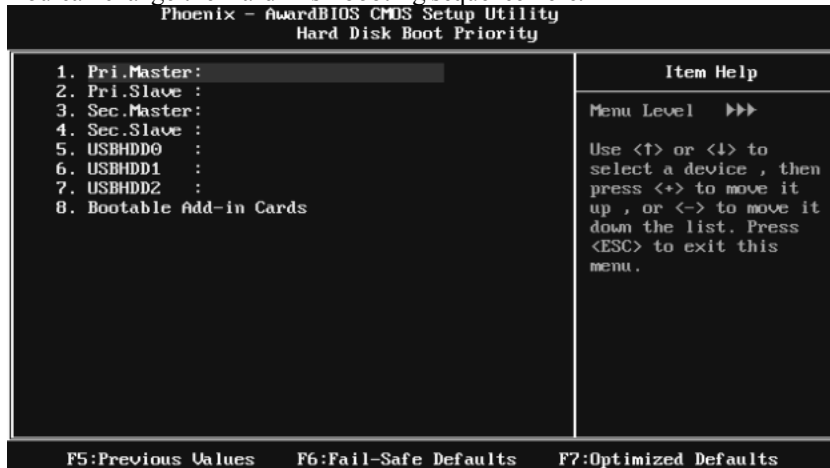 Phoenix – AwardBIOS CMOS Setup Utility
Hard Disk Boot Priority
1. Pri.Master:
2. Pri.Slave :
3. Sec.Master:
4. Sec.Slave :
5. USBHDD0 :
6. USBHDD1 :
7. USBHDD2 :
8. Bootable Add-in Cards
Item Help
Menu Level ▶▶▶
Use <↑> or <↓> to
select a device , then
press <+> to move it
up , or <-> to move it
down the list. Press
<ESC> to exit this
menu.
F5:Previous Values F6:Fail-Safe Defaults F7:Optimized Defaults